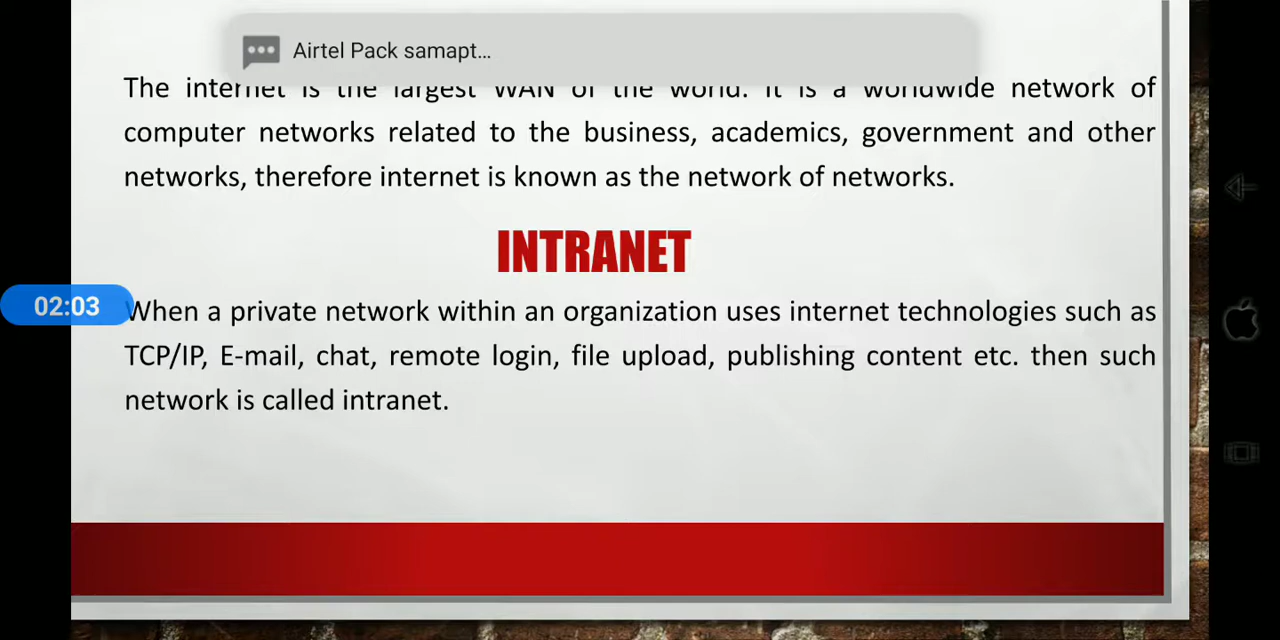 Airtel Pack samapt...
The internet is the largest WAN of the world. It is a worldwide network of
computer networks related to the business, academics, government and other
networks, therefore internet is known as the network of networks.
INTRANET
02:03
When a private network within an organization uses internet technologies such as
TCP/IP, E-mail, chat, remote login, file upload, publishing content etc. then such
network is called intranet.